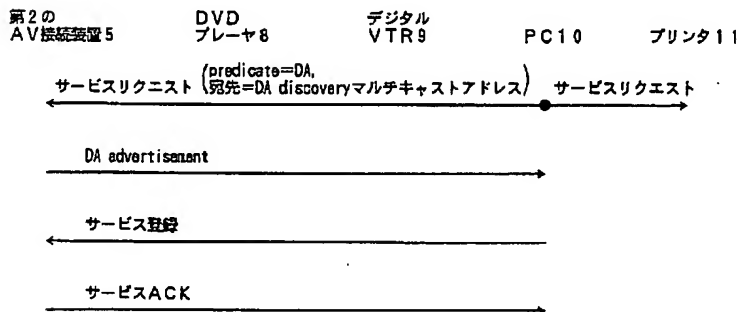 第2の
AV接続装置5
DVD
プレーヤ8
デジタル
VTR9
PC10
プリンタ11
サービスリクエスト (predicate=DA, 
宛先=DA discoveryマルチキャストアドレス) サービスリクエスト
DA advertisement
サービス登録
サービスACK